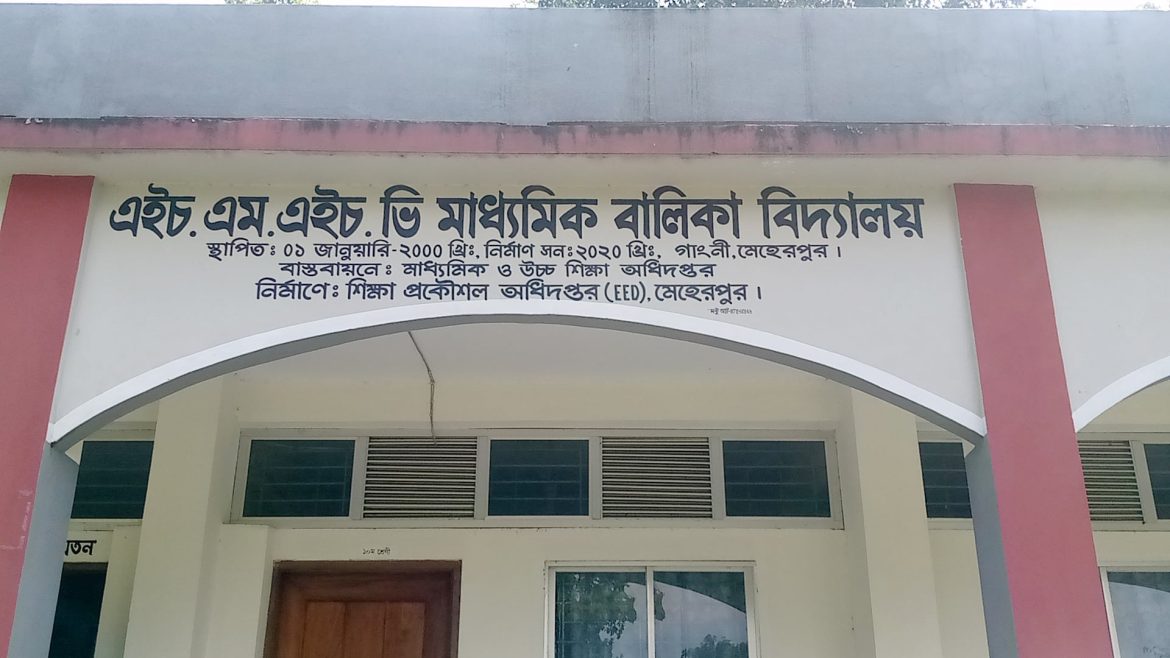 এইচ.এম.এইচ.ভি মাধ্যমিক বালিকা বিদ্যালয়
স্থাপিত: ০১ জানুয়ারি-২০০০ খ্রিঃ, নির্মাণ সন:২০২০ খ্রিঃ, গাংনী,মেহেরপুর।
বাস্তবায়নে: মাধ্যমিক ও উচ্চ শিক্ষা অধিদপ্তর
নির্মাণে: শিক্ষা প্রকৌশল অধিদপ্তর (EED), মেহেরপুর।
১০ম শ্রেণী